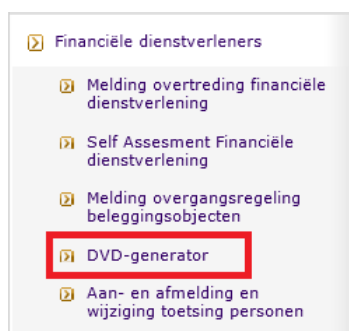 Financiële dienstverleners
Melding overtreding financiële
dienstverlening
Self Assesment Financiële
dienstverlening
Melding overgangsregeling
beleggingsobjecten
DVD-generator
Aan- en afmelding en
wijziging toetsing personen